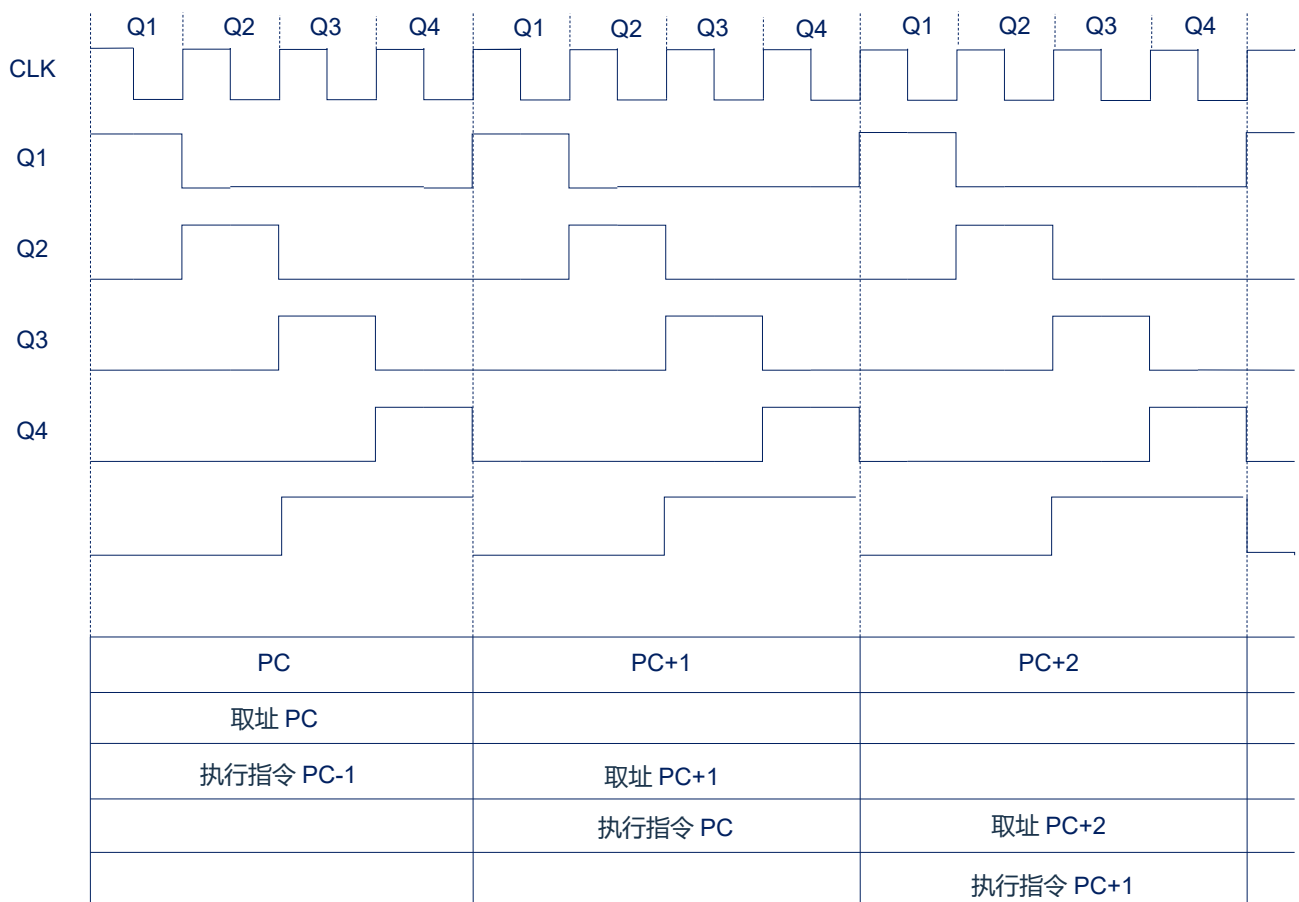 Q1 Q2 Q3 Q4 Q1 Q2 Q3 Q4 Q1 Q2 Q3 Q4
CLK
Q1
Q2
Q3
Q4
PC PC+1 PC+2
取址 PC
执行指令 PC-1 取址 PC+1
执行指令 PC 取址 PC+2
执行指令 PC+1